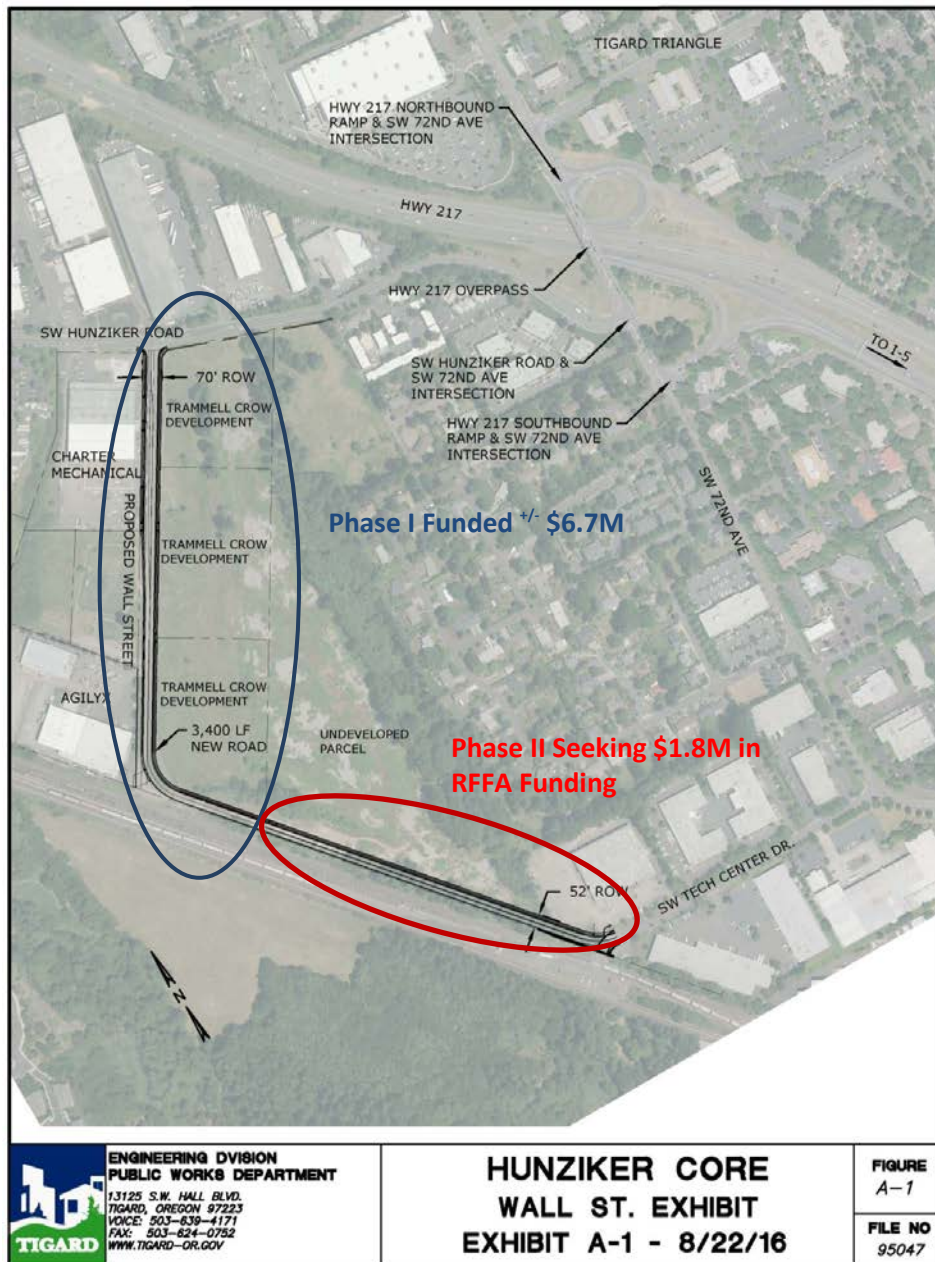 TIGARD TRIANGLE
HWY 217 NORTHBOUND
RAMP & SW 72ND AVE
INTERSECTION
HWY 217
HWY 217 OVERPASS
SW HUNZIKER ROAD
TO I-5
SW HUNZIKER ROAD &
SW 72ND AVE
INTERSECTION
70' ROW
TRAMMELL CROW
DEVELOPMENT
HWY 217 SOUTHBOUND
RAMP & SW 72ND AVE
INTERSECTION
CHARTER
MECHANICAL
SW 72ND AVE
PROPOSED WALL STREET
Phase I Funded +/- $6.7M
TRAMMELL CROW
DEVELOPMENT
AGILYX
TRAMMELL CROW
DEVELOPMENT
3,400 LF
NEW ROAD
UNDEVELOPED
PARCEL
Phase II Seeking $1.8M in
RFFA Funding
52' ROW
SW TECH CENTER DR.
N
TIGARD
ENGINEERING DVISION
PUBLIC WORKS DEPARTMENT
13125 S.W. HALL BLVD.
TIGARD, OREGON 97223
VOICE: 503-639-4171
FAX: 503-624-0752
WWW.TIGARD-OR.GOV
HUNZIKER CORE
WALL ST. EXHIBIT
EXHIBIT A-1 - 8/22/16
FIGURE
A-1
FILE NO
95047